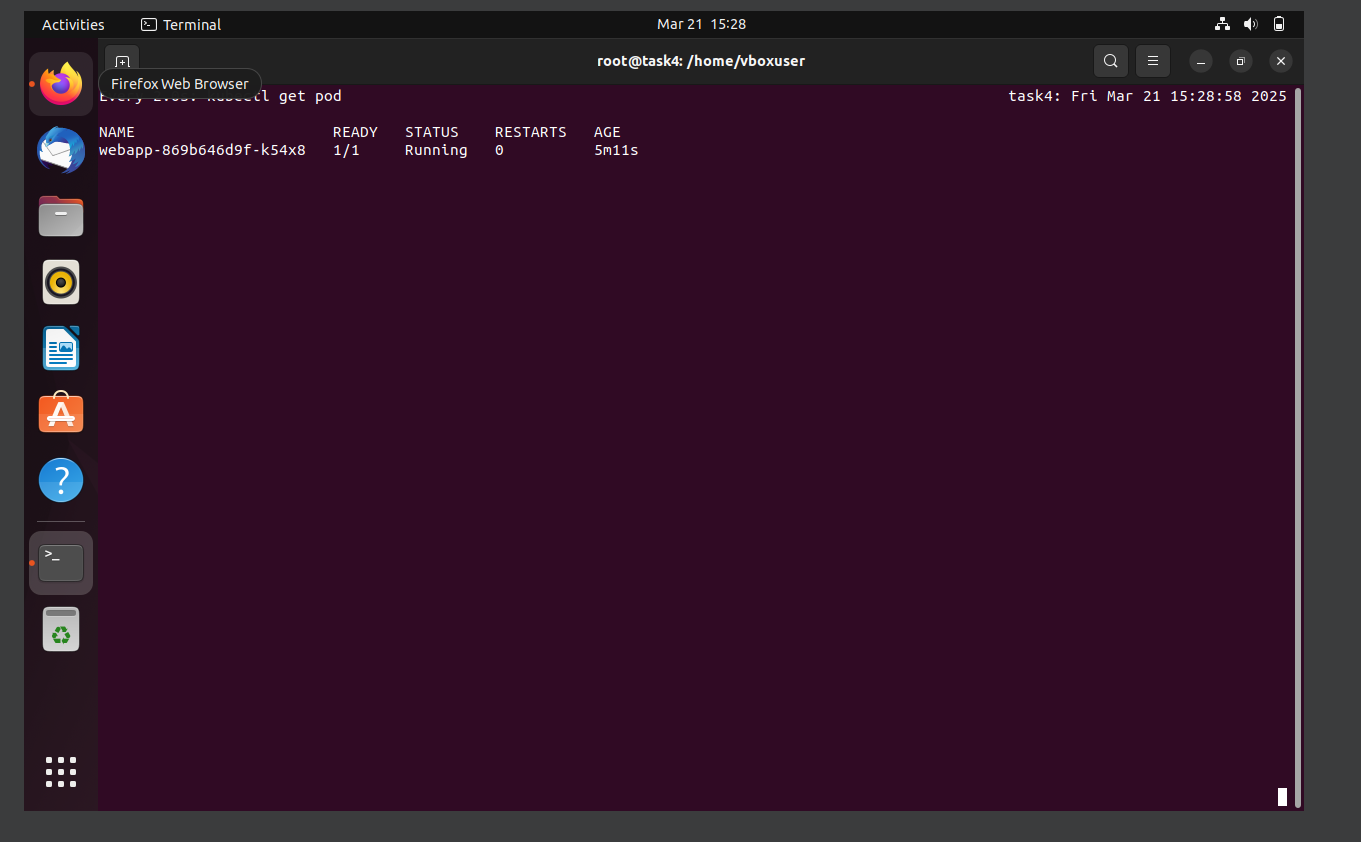 Activities Terminal Mar 21 15:28
root@task4: /home/vboxuser
Firefox Web Browser
get pod task4: Fri Mar 21 15:28:58 2025
NAME READY STATUS RESTARTS AGE
webapp-869b646d9f-k54x8 1/1 Running 0 5m11s